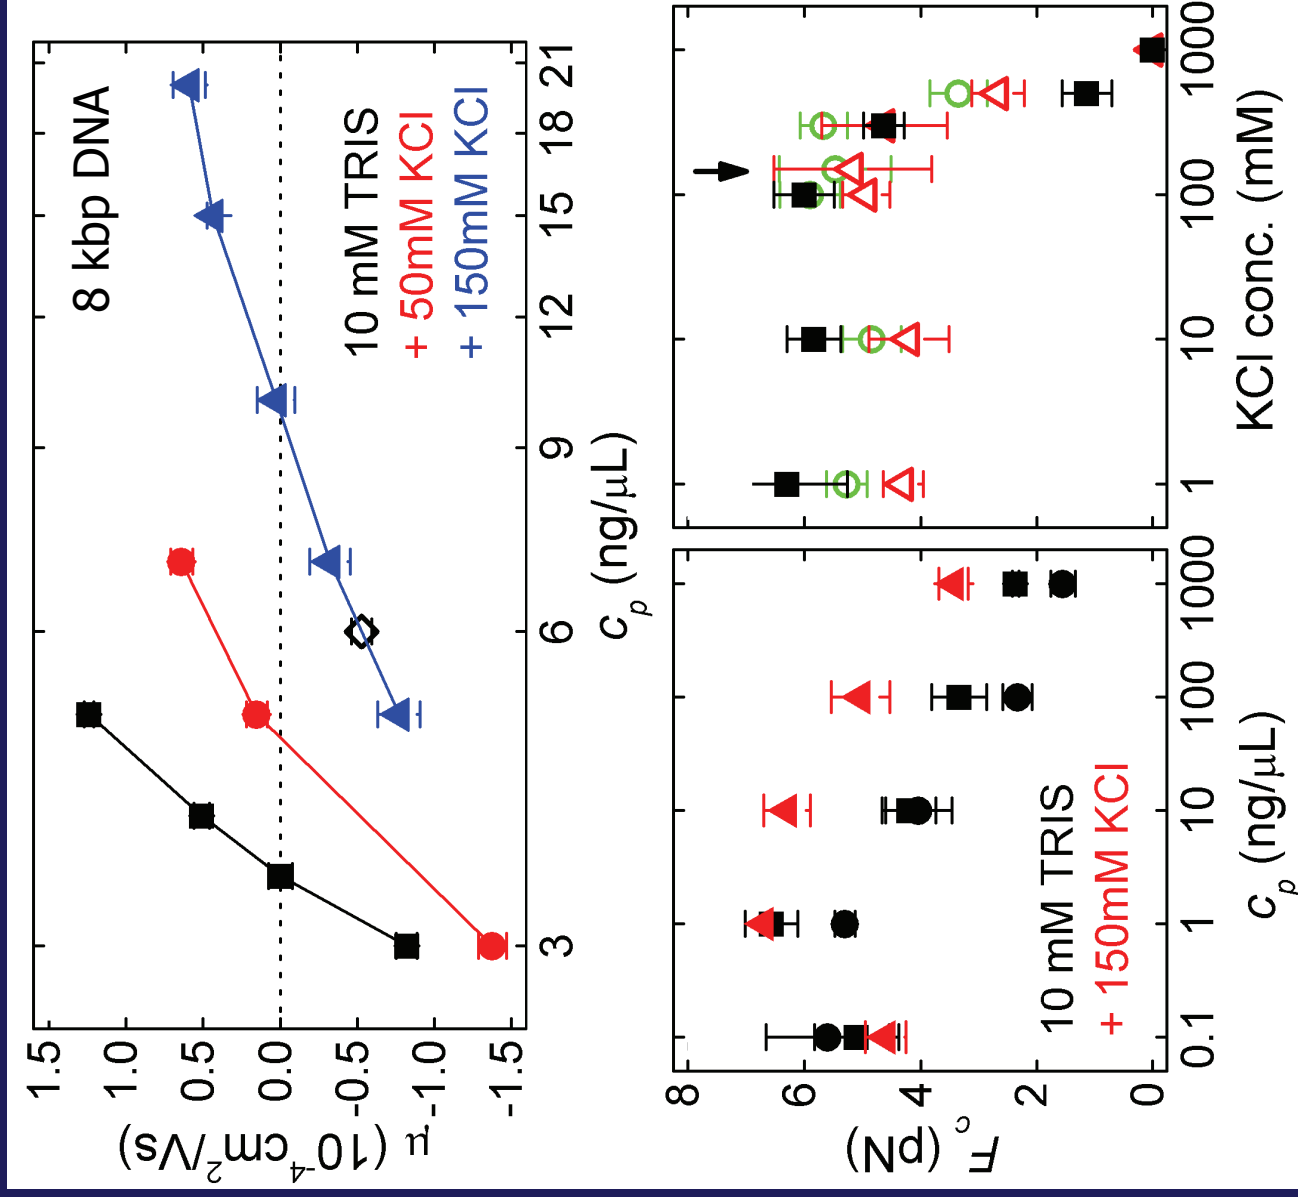 8 kbp DNA
10 mM TRIS
+ 50mM KCl
+ 150mM KCl
1.5
1.0
0.5
0.0
-0.5
-1.0
-1.5
μ (10⁻⁴cm²/Vs)
3
6
9
12
15
18
21
c_p (ng/μL)
8
6
4
2
0
F_c (pN)
10 mM TRIS
+ 150mM KCl
0.1
1
10
100
1000
c_p (ng/μL)
1
10
100
1000
KCl conc. (mM)